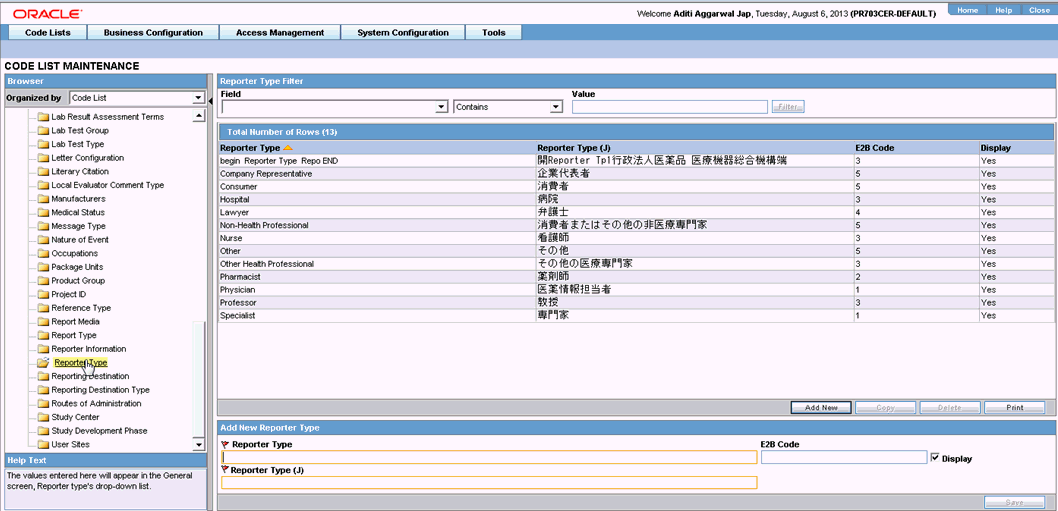 ORACLE
Welcome Aditi Aggarwal Jap, Tuesday, August 6, 2013 (PR703CER-DEFAULT)
Home Help Close
Code Lists Business Configuration Access Management System Configuration Tools
CODE LIST MAINTENANCE
Browser
Organized by Code List
Lab Result Assessment Terms
Lab Test Group
Lab Test Type
Letter Configuration
Literary Citation
Local Evaluator Comment Type
Manufacturers
Medical Status
Message Type
Nature of Event
Occupations
Package Units
Product Group
Project ID
Reference Type
Report Media
Report Type
Reporter Information
Reporter Type
Reporting Destination
Reporting Destination Type
Routes of Administration
Study Center
Study Development Phase
User Sites
Help Text
The values entered here will appear in the General
screen, Reporter type's drop-down list.
Reporter Type Filter
Field Value
Contains Filter
Total Number of Rows (13)
Reporter Type Reporter Type (J) E2B Code Display
begin Reporter Type Repo END 開Reporter Tp1行政法人医薬品 医療機器総合機構端 3 Yes
Company Representative 企業代表者 5 Yes
Consumer 消費者 5 Yes
Hospital 病院 3 Yes
Lawyer 弁護士 4 Yes
Non-Health Professional 消費者またはその他の非医療専門家 5 Yes
Nurse 看護師 3 Yes
Other その他 5 Yes
Other Health Professional その他の医療専門家 3 Yes
Pharmacist 薬剤師 2 Yes
Physician 医薬情報担当者 1 Yes
Professor 教授 3 Yes
Specialist 専門家 1 Yes
Add New Copy Delete Print
Add New Reporter Type
Reporter Type E2B Code
Display
Reporter Type (J)
Save